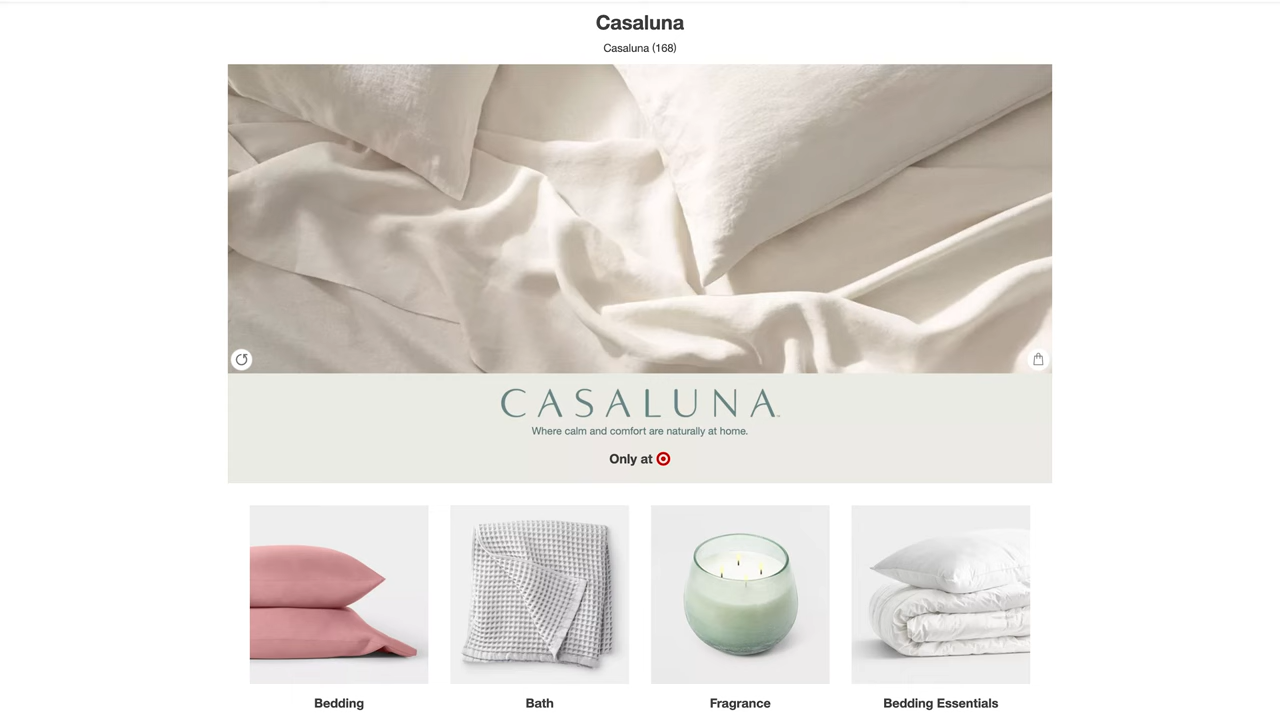 Casaluna
Casaluna (168)
CASALUNA
Where calm and comfort are naturally at home.
Only at
Bedding
Bath
Fragrance
Bedding Essentials